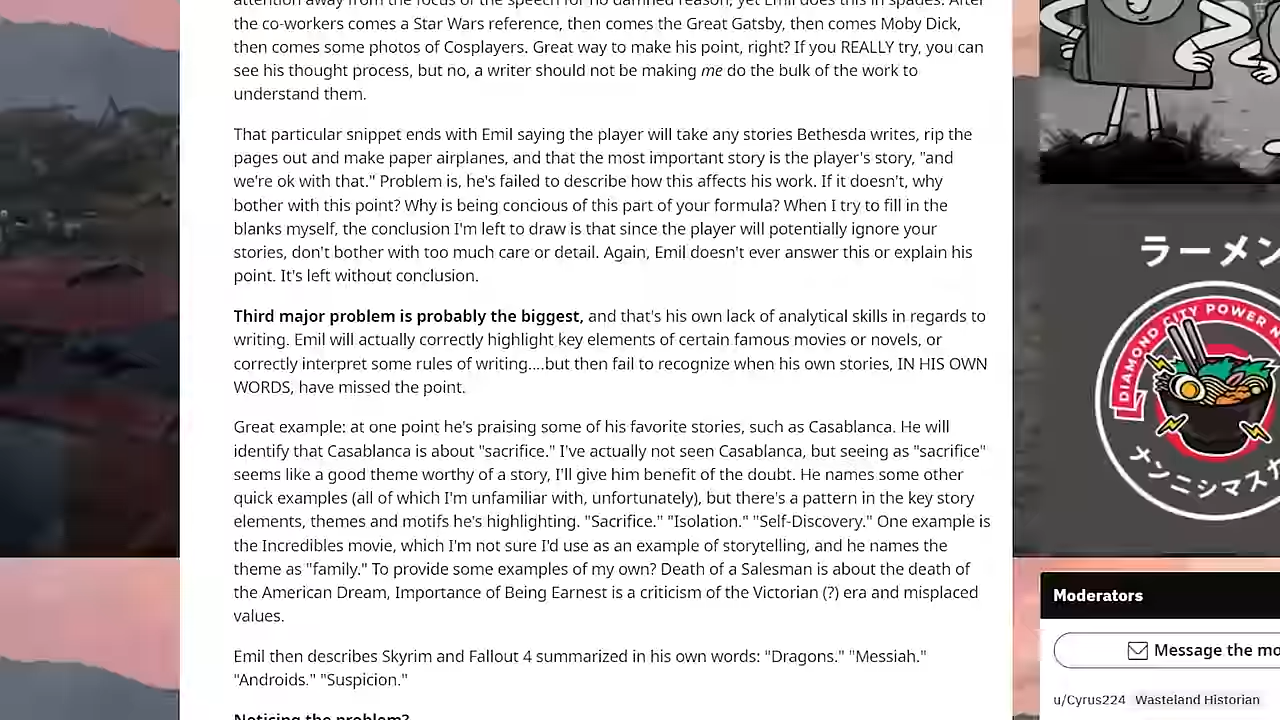 attention away from the focus of the speech for no damned reason, yet Emil does this in spades. After
the co-workers comes a Star Wars reference, then comes the Great Gatsby, then comes Moby Dick,
then comes some photos of Cosplayers. Great way to make his point, right? If you REALLY try, you can
see his thought process, but no, a writer should not be making me do the bulk of the work to
understand them.
That particular snippet ends with Emil saying the player will take any stories Bethesda writes, rip the
pages out and make paper airplanes, and that the most important story is the player's story, "and
we're ok with that." Problem is, he's failed to describe how this affects his work. If it doesn't, why
bother with this point? Why is being concious of this part of your formula? When I try to fill in the
blanks myself, the conclusion I'm left to draw is that since the player will potentially ignore your
stories, don't bother with too much care or detail. Again, Emil doesn't ever answer this or explain his
point. It's left without conclusion.
Third major problem is probably the biggest, and that's his own lack of analytical skills in regards to
writing. Emil will actually correctly highlight key elements of certain famous movies or novels, or
correctly interpret some rules of writing....but then fail to recognize when his own stories, IN HIS OWN
WORDS, have missed the point.
Great example: at one point he's praising some of his favorite stories, such as Casablanca. He will
identify that Casablanca is about "sacrifice." I've actually not seen Casablanca, but seeing as "sacrifice"
seems like a good theme worthy of a story, I'll give him benefit of the doubt. He names some other
quick examples (all of which I'm unfamiliar with, unfortunately), but there's a pattern in the key story
elements, themes and motifs he's highlighting. "Sacrifice." "Isolation." "Self-Discovery." One example is
the Incredibles movie, which I'm not sure I'd use as an example of storytelling, and he names the
theme as "family." To provide some examples of my own? Death of a Salesman is about the death of
the American Dream, Importance of Being Earnest is a criticism of the Victorian (?) era and misplaced
values.
Emil then describes Skyrim and Fallout 4 summarized in his own words: "Dragons." "Messiah."
"Androids." "Suspicion."
Noticing the problem?
ラーメン
DIAMOND CITY POWER N
メンニシマスカ
Moderators
Message the mo
u/Cyrus224 Wasteland Historian